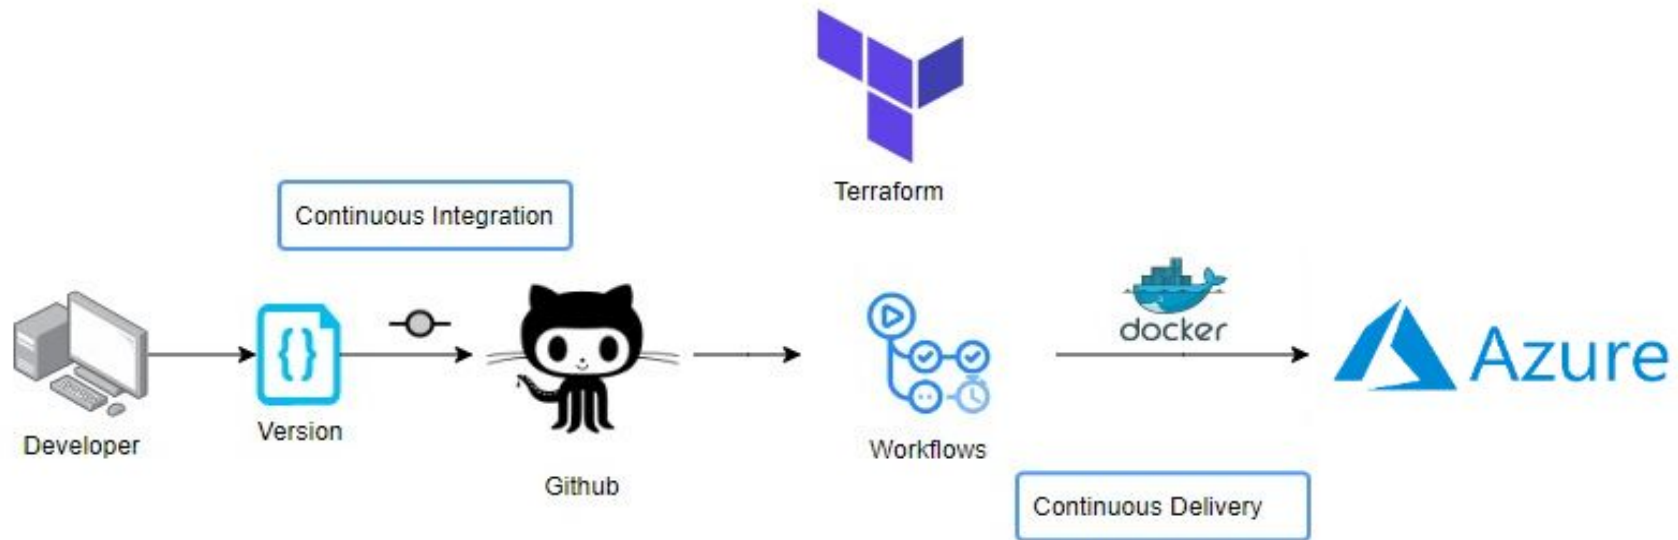 Terraform
Continuous Integration
docker
Azure
Developer
Version
Github
Workflows
Continuous Delivery